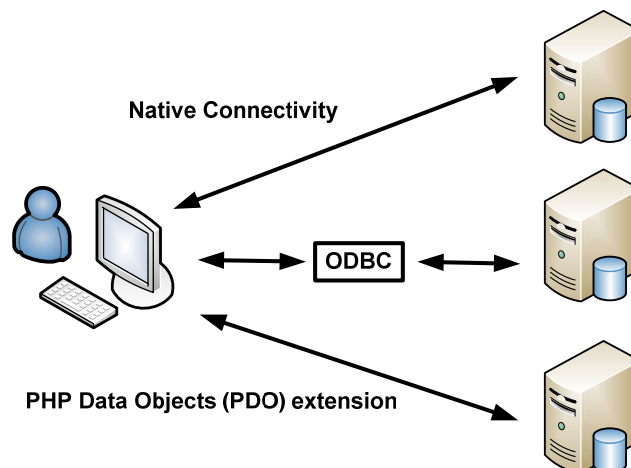 Native Connectivity
ODBC
PHP Data Objects (PDO) extension